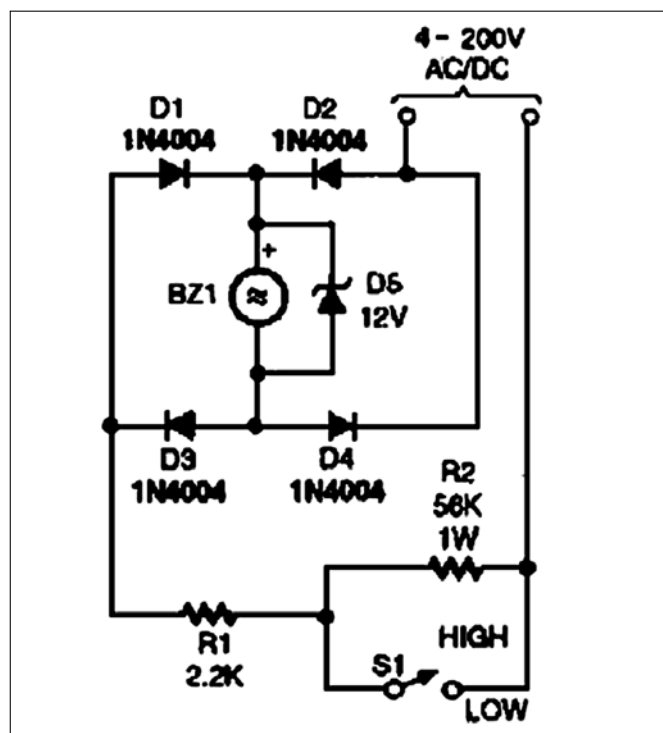 4 - 200V
AC/DC
D1
1N4004
D2
1N4004
+
BZ1
D5
12V
D3
1N4004
D4
1N4004
R2
56K
1W
R1
2.2K
HIGH
S1
LOW